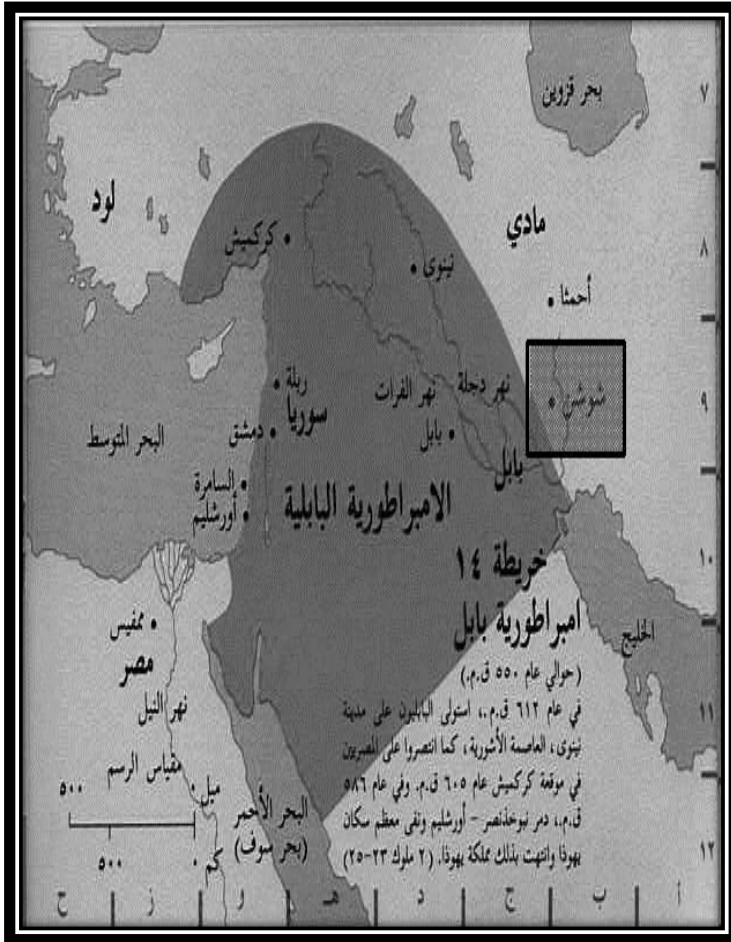 بحر قزوين
٧
لود
مادي
كركميش
نينوى
٨
أحمثا
ربلة
سوريا
نهر الفرات
نهر دجلة
شوشن
٩
البحر المتوسط
دمشق
بابل
بابل
السامرة
أورشليم
الامبراطورية البابلية
خريطة ١٤
١٠
امبراطورية بابل
الخليج
ممفيس
مصر
(حوالي عام ٥٥٠ ق.م.)
نهر النيل
في عام ٦١٢ ق.م.، استولى البابليون على مدينة
١١
نينوى، العاصمة الأشورية، كما انتصروا على المصريين
مقياس الرسم
في موقعة كركميش عام ٦٠٥ ق.م. وفي عام ٥٨٦
٥٠٠
ميل ٠
البحر الأحمر
(بحر سوف)
ق.م.، دمر نبوخذنصر - أورشليم ونفى معظم سكان
يهوذا وانتهت بذلك مملكة يهوذا. (٢ ملوك ٢٣-٢٥)
١٢
٥٠٠
كم ٠
أ ب ج د هـ و ز ح